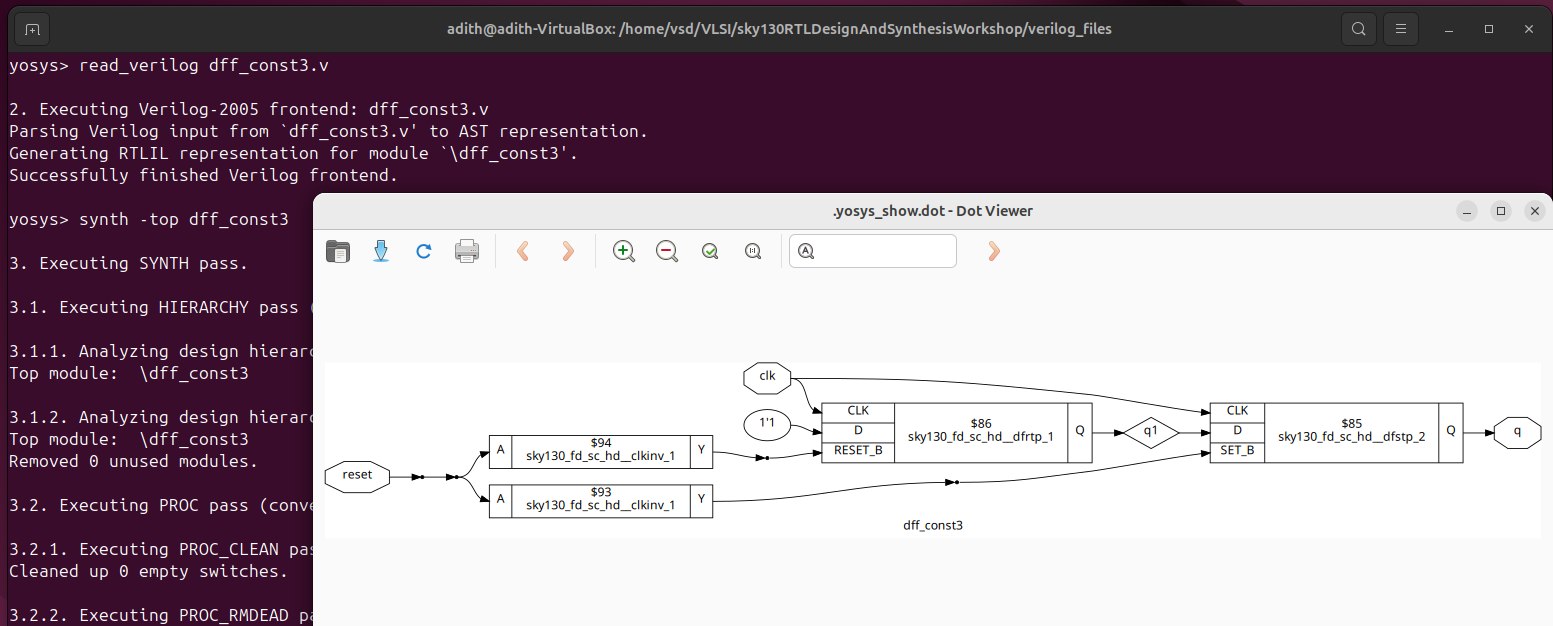 adith@adith-VirtualBox: /home/vsd/VLSI/sky130RTLDesignAndSynthesisWorkshop/verilog_files
yosys> read_verilog dff_const3.v
2. Executing Verilog-2005 frontend: dff_const3.v
Parsing Verilog input from `dff_const3.v' to AST representation.
Generating RTLIL representation for module `\dff_const3'.
Successfully finished Verilog frontend.
yosys> synth -top dff_const3
3. Executing SYNTH pass.
3.1. Executing HIERARCHY pass (
3.1.1. Analyzing design hierarc
Top module:  \dff_const3
3.1.2. Analyzing design hierarc
Top module:  \dff_const3
Removed 0 unused modules.
3.2. Executing PROC pass (conve
3.2.1. Executing PROC_CLEAN pas
Cleaned up 0 empty switches.
3.2.2. Executing PROC_RMDEAD pa
.yosys_show.dot - Dot Viewer
reset
A
$94
sky130_fd_sc_hd__clkinv_1
Y
A
$93
sky130_fd_sc_hd__clkinv_1
Y
clk
1'1
CLK
D
RESET_B
$86
sky130_fd_sc_hd__dfrtp_1
Q
q1
CLK
D
SET_B
$85
sky130_fd_sc_hd__dfstp_2
Q
q
dff_const3